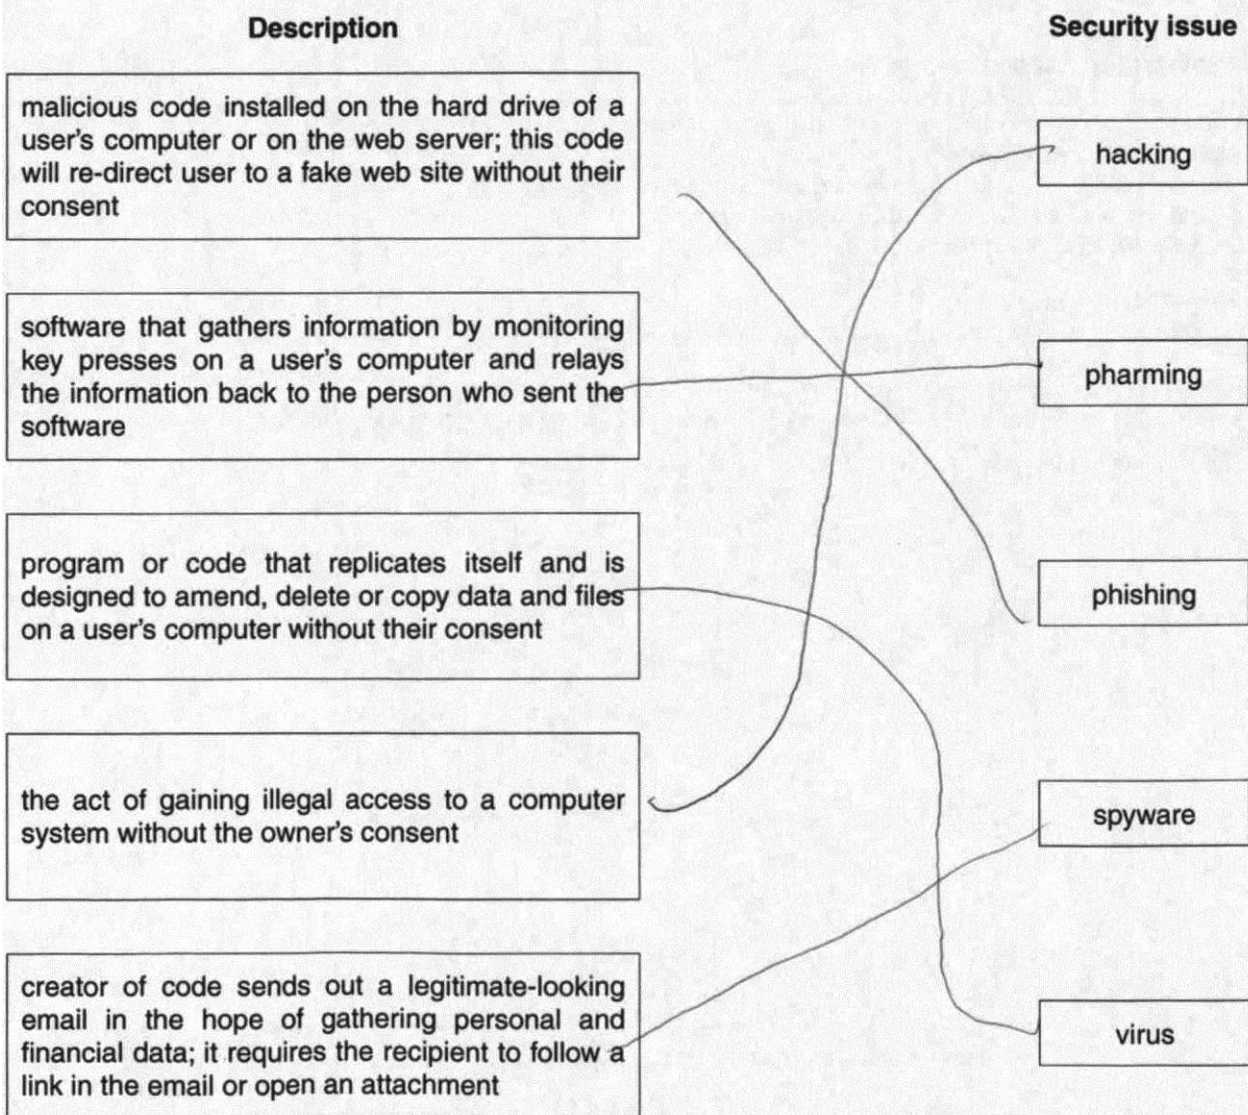 Description
Security issue
malicious code installed on the hard drive of a
user's computer or on the web server; this code
will re-direct user to a fake web site without their
consent
hacking
software that gathers information by monitoring
key presses on a user's computer and relays
the information back to the person who sent the
software
pharming
program or code that replicates itself and is
designed to amend, delete or copy data and files
on a user's computer without their consent
phishing
the act of gaining illegal access to a computer
system without the owner's consent
spyware
creator of code sends out a legitimate-looking
email in the hope of gathering personal and
financial data; it requires the recipient to follow a
link in the email or open an attachment
virus